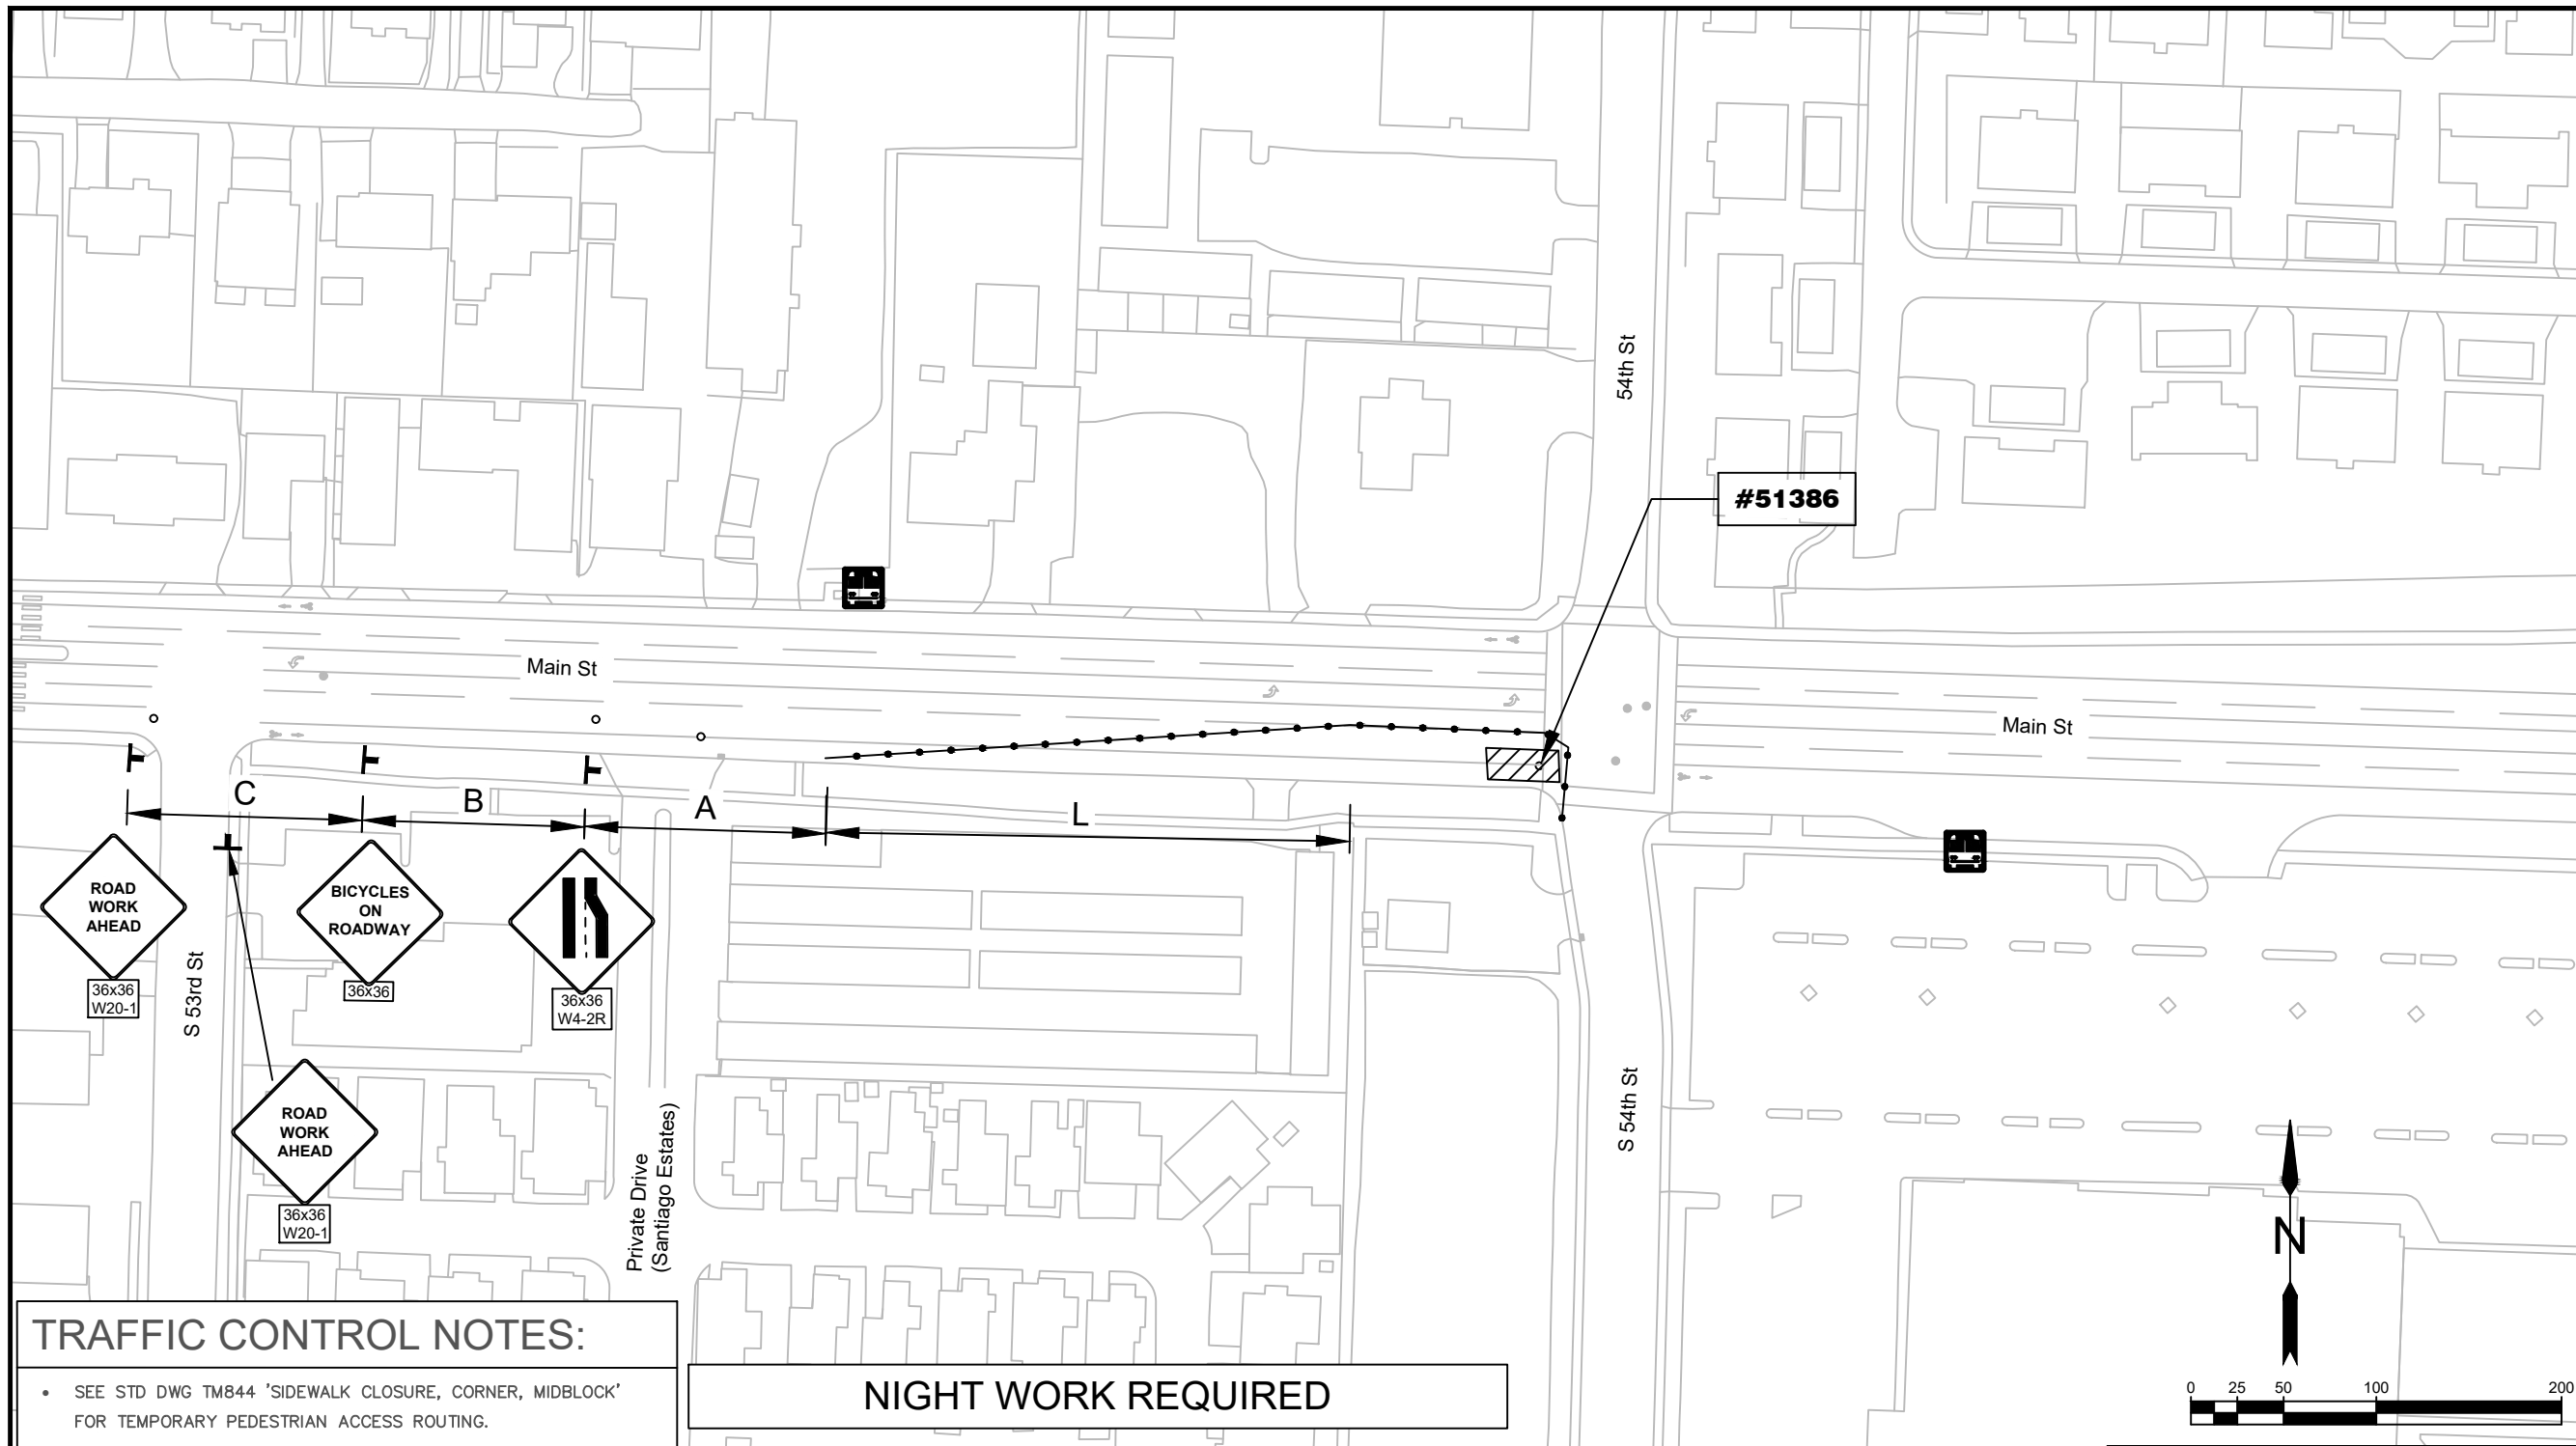 54th St
#51386
Main St
Main St
C
B
A
L
ROAD
WORK
AHEAD
36x36
W20-1
BICYCLES
ON
ROADWAY
36x36
36x36
W4-2R
S 53rd St
ROAD
WORK
AHEAD
36x36
W20-1
Private Drive
(Santiago Estates)
S 54th St
N
0 25 50 100 200
TRAFFIC CONTROL NOTES:
• SEE STD DWG TM844 'SIDEWALK CLOSURE, CORNER, MIDBLOCK'
FOR TEMPORARY PEDESTRIAN ACCESS ROUTING.
NIGHT WORK REQUIRED